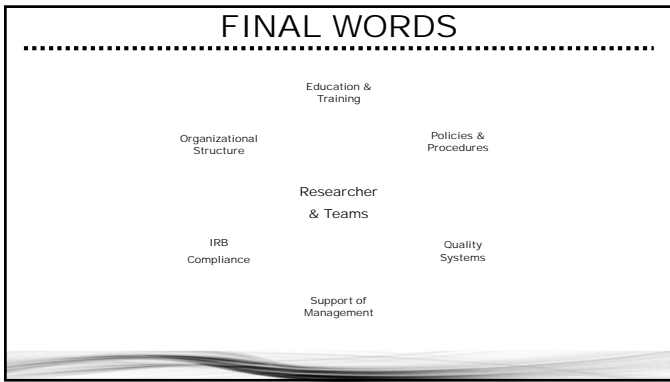 FINAL WORDS
Education &
Training
Organizational
Structure
Policies &
Procedures
Researcher
& Teams
IRB
Compliance
Quality
Systems
Support of
Management